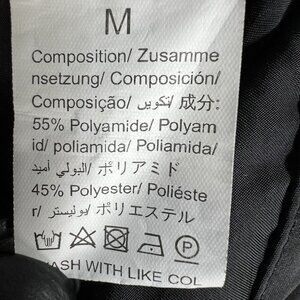 M
Composition/ Zusamme
nsetzung/ Composición/
Composição/ تكوين/ 成分:
55% Polyamide/ Polyam
id/ poliamida/ Poliamida/
البولي أميد/ ポリアミド
45% Polyester/ Poliéste
r/ بوليستر/ ポリエステル
P
WASH WITH LIKE COL